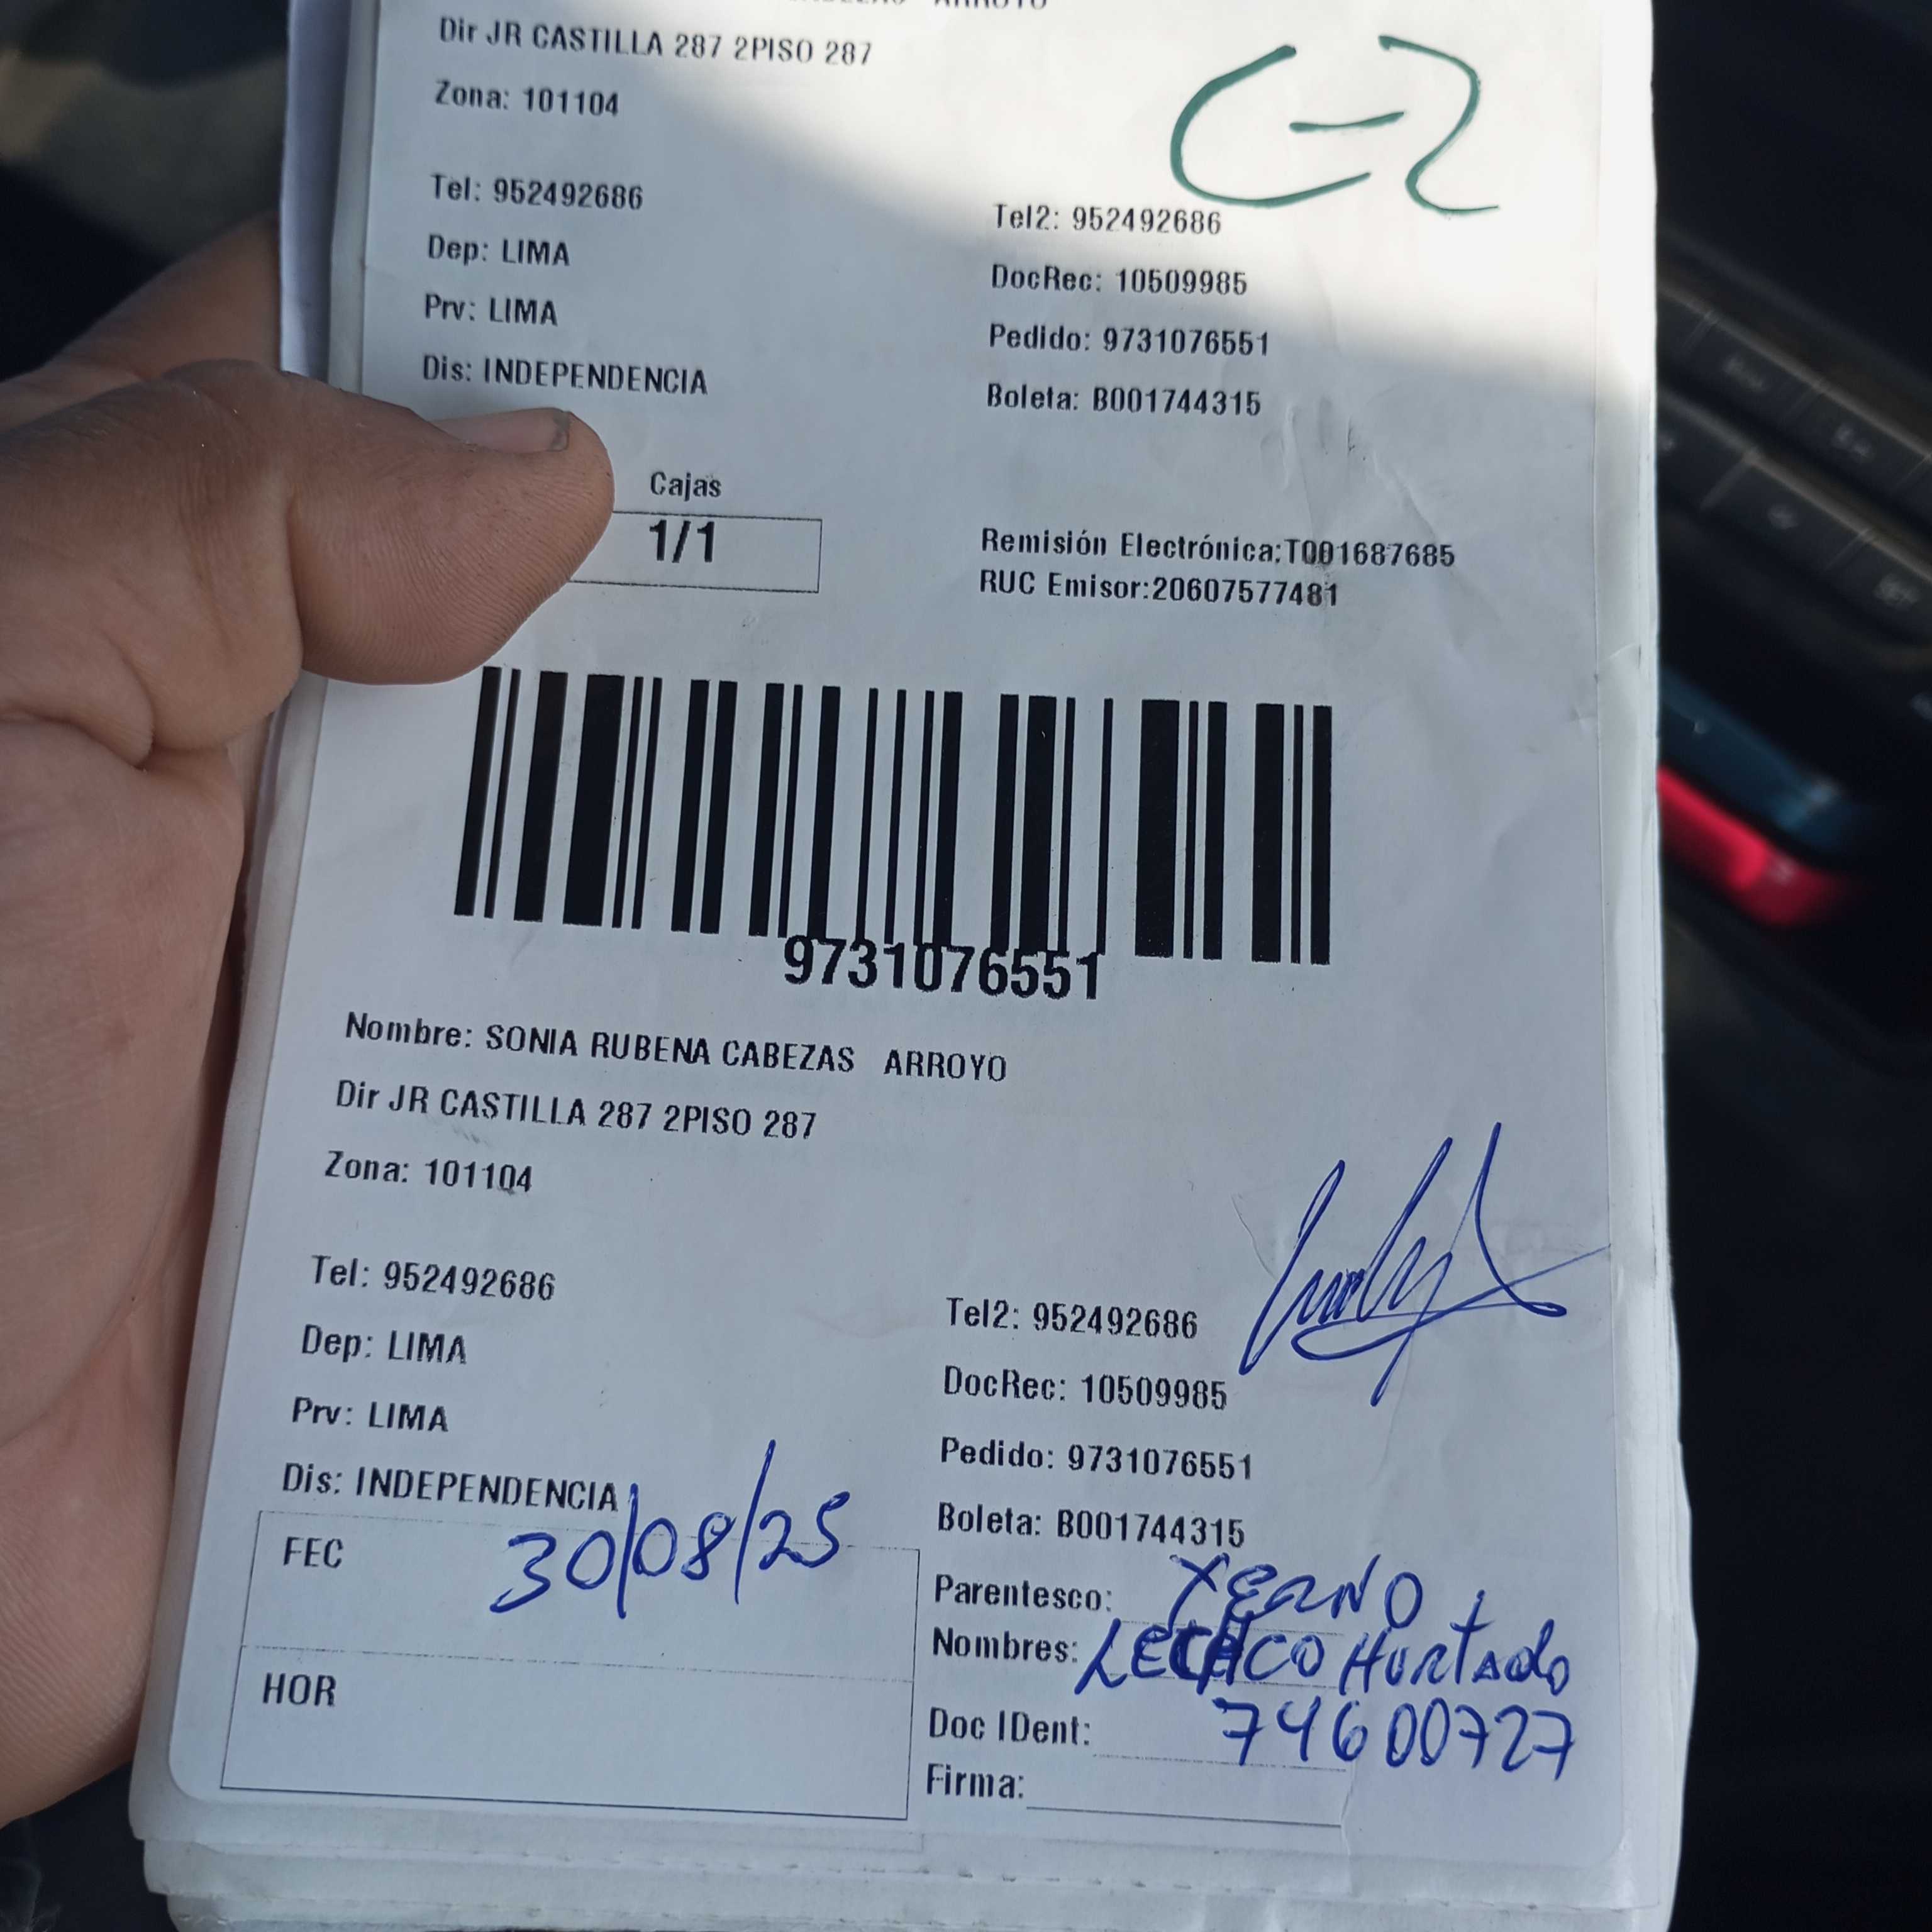 Dir JR CASTILLA 287 2PISO 287
C-2
Zona: 101104
Tel: 952492686
Tel2: 952492686
Dep: LIMA
DocRec: 10509985
Prv: LIMA
Pedido: 9731076551
Dis: INDEPENDENCIA
Boleta: B001744315
Cajas
1/1
Remisión Electrónica:T001687685
RUC Emisor:20607577481
9731076551
Nombre: SONIA RUBENA CABEZAS ARROYO
Dir JR CASTILLA 287 2PISO 287
Zona: 101104
Tel: 952492686
Tel2: 952492686
Dep: LIMA
DocRec: 10509985
Prv: LIMA
Pedido: 9731076551
Dis: INDEPENDENCIA
Boleta: B001744315
FEC 30/08/25
Parentesco: YERNO
Nombres: Hurtado
HOR
Doc IDent: 74600727
Firma: